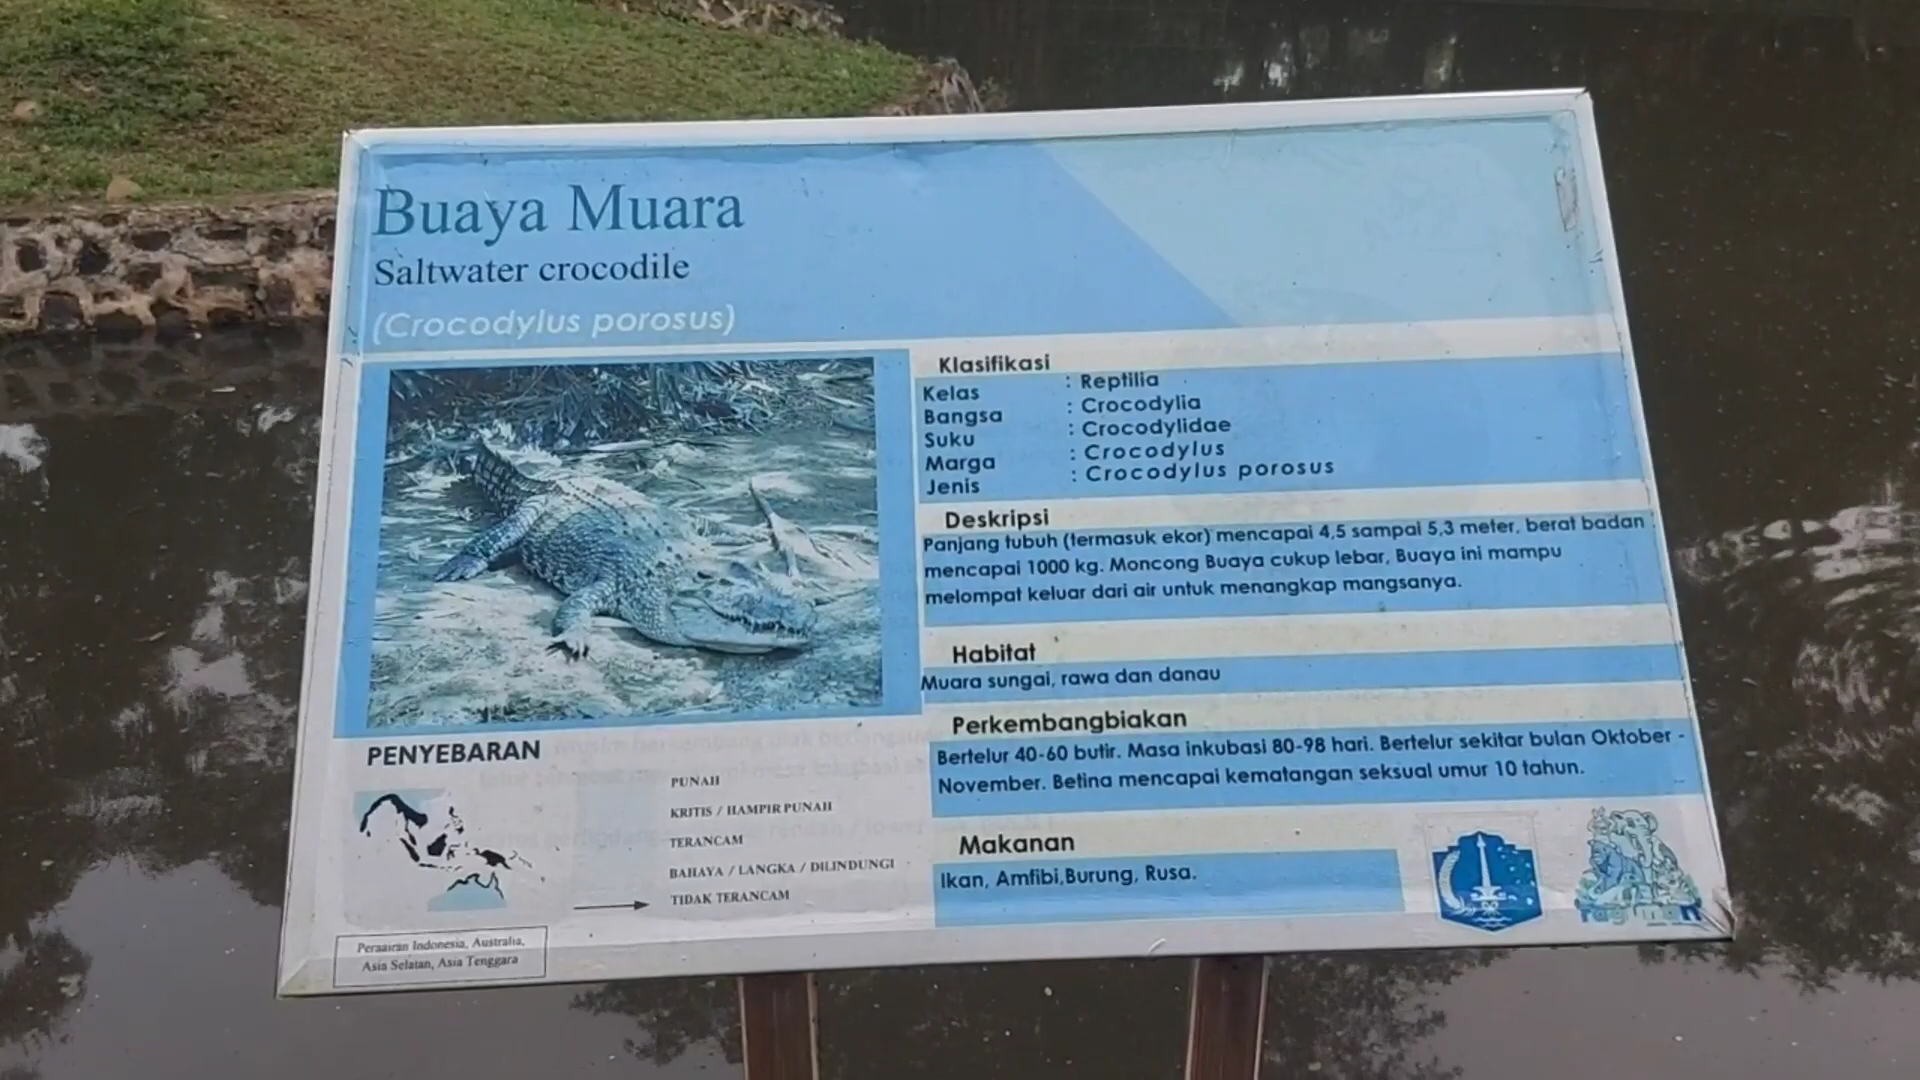 Buaya Muara
Saltwater crocodile
(Crocodylus porosus)
Klasifikasi
Kelas : Reptilia
Bangsa : Crocodylia
Suku : Crocodylidae
Marga : Crocodylus
Jenis : Crocodylus porosus
Deskripsi
Panjang tubuh (termasuk ekor) mencapai 4,5 sampai 5,3 meter, berat badan
mencapai 1000 kg. Moncong Buaya cukup lebar, Buaya ini mampu
melompat keluar dari air untuk menangkap mangsanya.
Habitat
Muara sungai, rawa dan danau
Perkembangbiakan
Bertelur 40-60 butir. Masa inkubasi 80-98 hari. Bertelur sekitar bulan Oktober -
November. Betina mencapai kematangan seksual umur 10 tahun.
Makanan
Ikan, Amfibi,Burung, Rusa.
PENYEBARAN
PUNAH
KRITIS / HAMPIR PUNAH
TERANCAM
BAHAYA / LANGKA / DILINDUNGI
TIDAK TERANCAM
Peraairan Indonesia, Australia,
Asia Selatan, Asia Tenggara